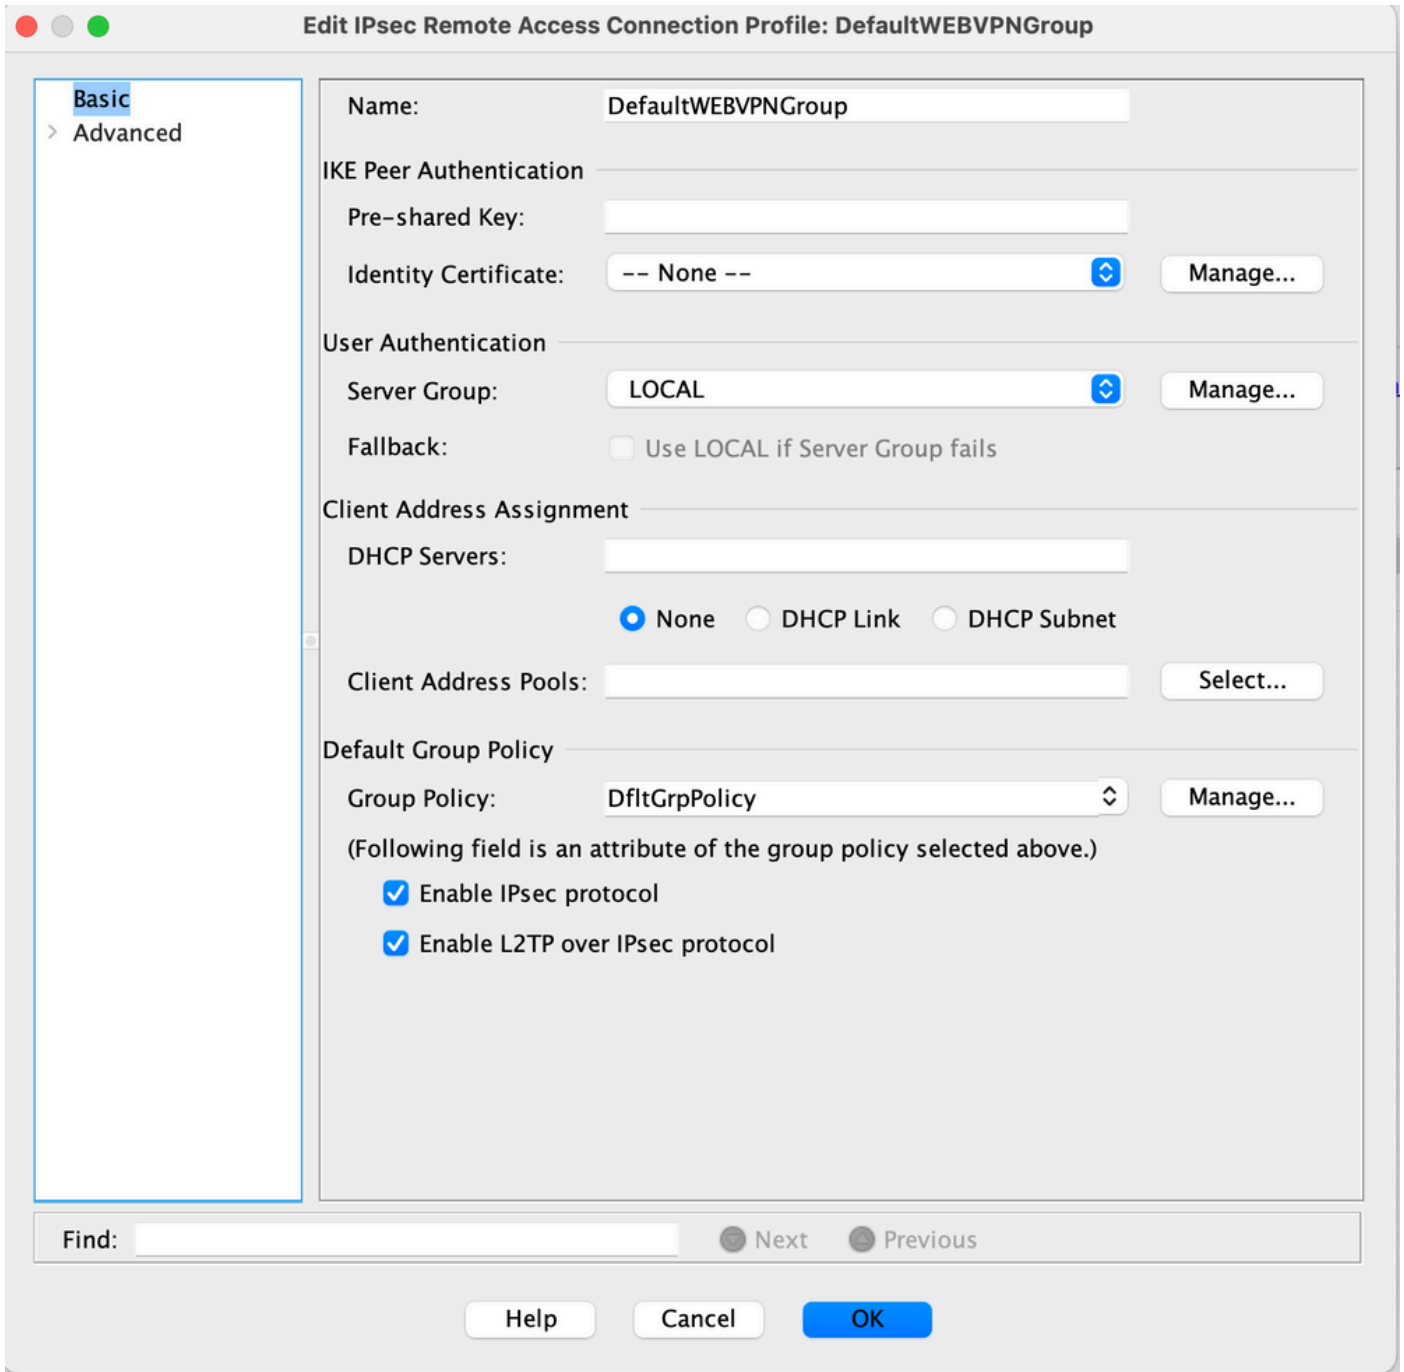 Edit IPsec Remote Access Connection Profile: DefaultWEBVPNGroup
Basic
Advanced
Name: DefaultWEBVPNGroup
IKE Peer Authentication
Pre-shared Key:
Identity Certificate: -- None -- Manage...
User Authentication
Server Group: LOCAL Manage...
Fallback: Use LOCAL if Server Group fails
Client Address Assignment
DHCP Servers:
None DHCP Link DHCP Subnet
Client Address Pools: Select...
Default Group Policy
Group Policy: DfltGrpPolicy Manage...
(Following field is an attribute of the group policy selected above.)
Enable IPsec protocol
Enable L2TP over IPsec protocol
Find: Next Previous
Help Cancel OK